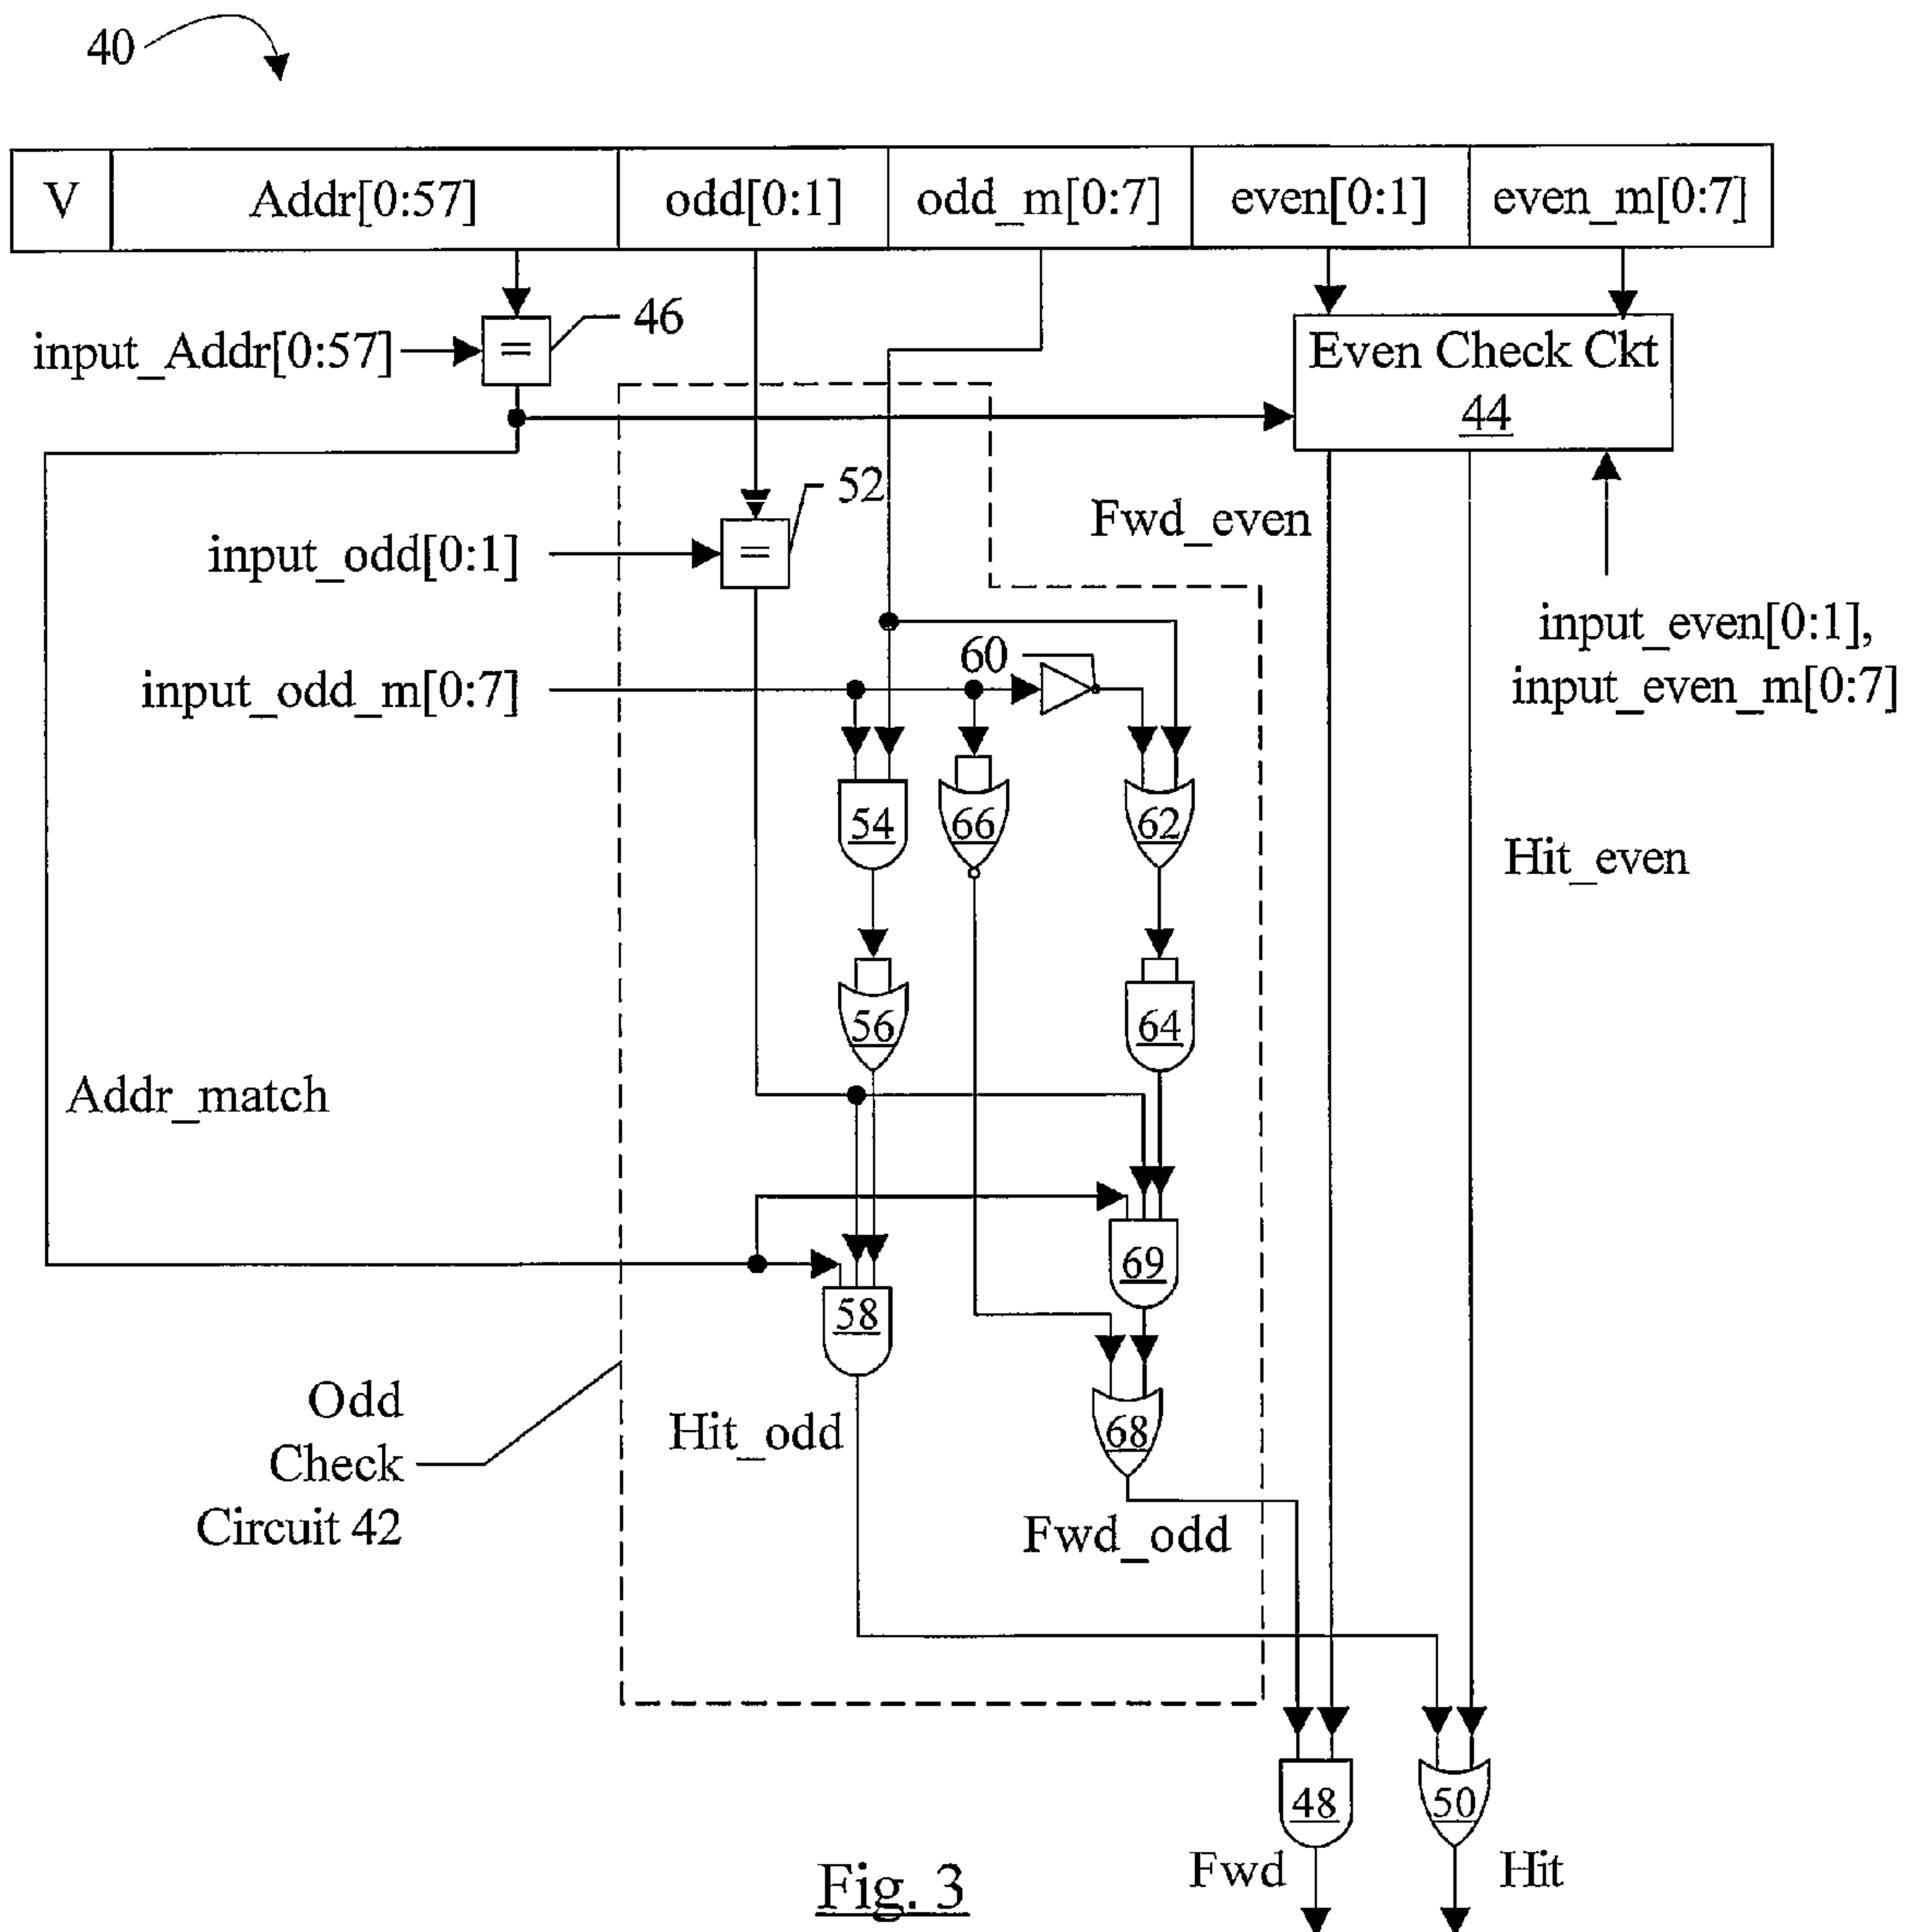 40
V Addr[0:57] odd[0:1] odd_m[0:7] even[0:1] even_m[0:7]
46
input_Addr[0:57]
=
Even Check Ckt
44
52
Fwd_even
input_odd[0:1]
=
input_even[0:1],
input_even_m[0:7]
60
input_odd_m[0:7]
54
66
62
Hit_even
56
64
Addr_match
69
58
Odd
Check
Circuit 42
Hit_odd
68
Fwd_odd
48
50
Fwd
Hit
Fig. 3